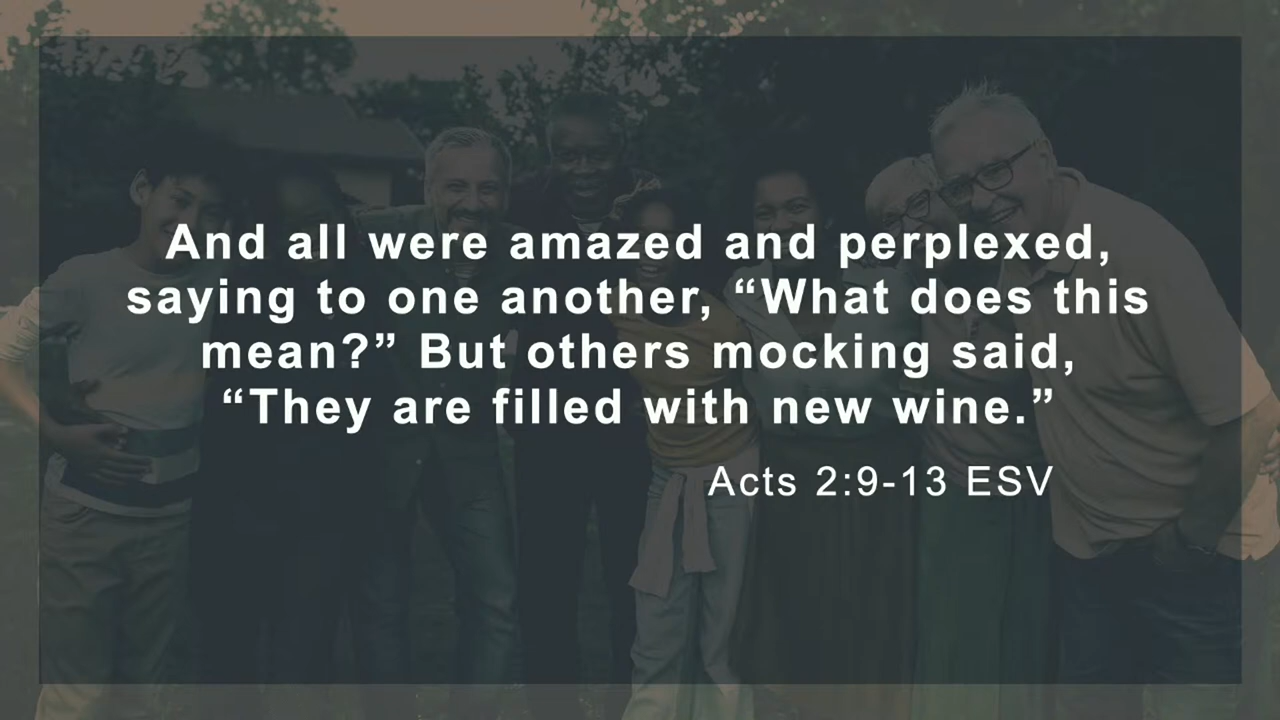 And all were amazed and perplexed,
saying to one another, “What does this
mean?” But others mocking said,
“They are filled with new wine.”
Acts 2:9-13 ESV